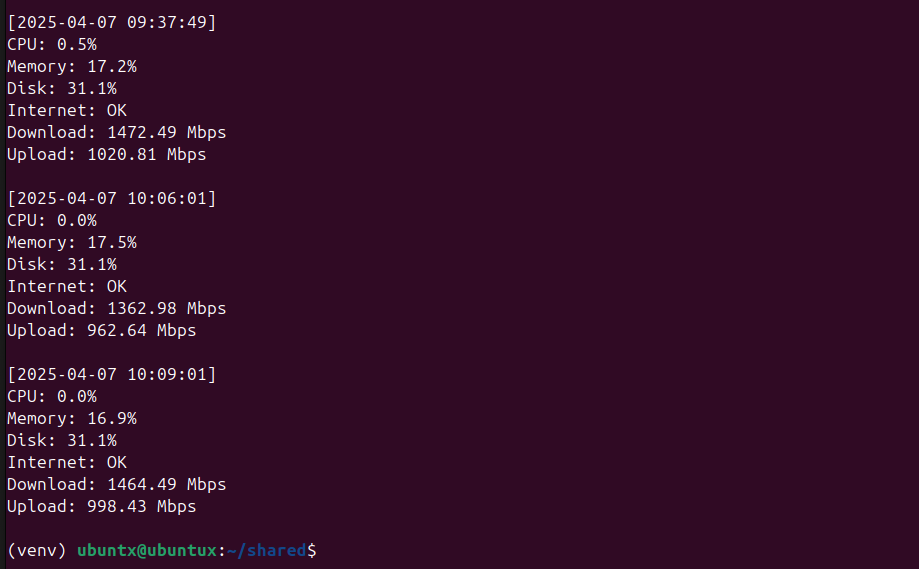 [2025-04-07 09:37:49]
CPU: 0.5%
Memory: 17.2%
Disk: 31.1%
Internet: OK
Download: 1472.49 Mbps
Upload: 1020.81 Mbps
[2025-04-07 10:06:01]
CPU: 0.0%
Memory: 17.5%
Disk: 31.1%
Internet: OK
Download: 1362.98 Mbps
Upload: 962.64 Mbps
[2025-04-07 10:09:01]
CPU: 0.0%
Memory: 16.9%
Disk: 31.1%
Internet: OK
Download: 1464.49 Mbps
Upload: 998.43 Mbps
(venv) ubuntx@ubuntux:~/shared$